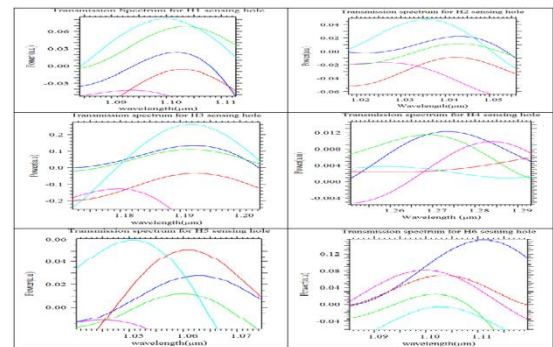 Transmission Spectrum for H1 sensing hole
0.06
0.03
-0.00
-0.03
1.09 1.10 1.11
wavelength(μm)
Transmission spectrum for H2 sensing hole
0.04
0.02
-0.00
-0.02
-0.04
-0.06
1.02 1.03 1.04 1.05
Wavelength(μm)
Transmission spectrum for H3 sensing hole
0.2
0.1
0.0
-0.1
-0.2
1.18 1.19 1.20
wavelength(μm)
Transmission spectrum for H4 sensing hole
0.012
0.008
0.004
-0.004
1.26 1.27 1.28 1.29
Wavelength (μm)
Transmission spectrum for H5 sensing hole
0.06
0.04
0.02
0.00
1.05 1.06 1.07
wavelength(μm)
Transmission spectrum for H6 sensing hole
0.12
0.08
0.04
0.00
-0.04
1.09 1.10 1.11
wavelength (μm)